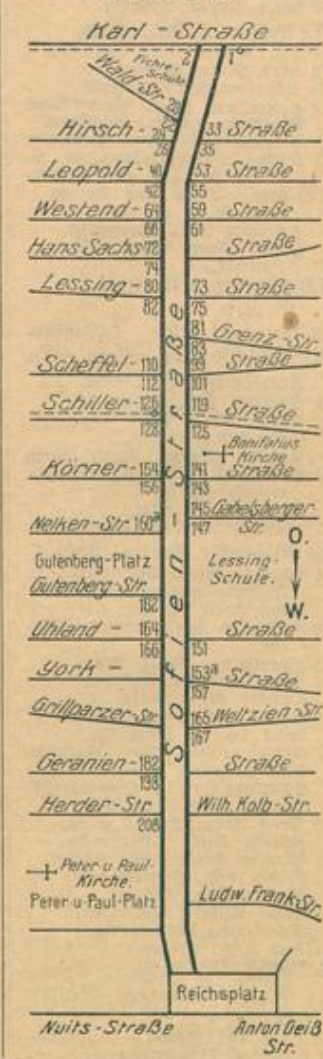 Karl - Straße
2 1a
Fichte-
Schule
Wald-Str.
20
22
Hirsch- 24 33 Straße
26 35
Leopold- 40 53 Straße
42 55
Westend- 64 59 Straße
66 61
Hans Sachs 72 Straße
74
Lessing- 80 73 Straße
82 75
81 Grenz-Str.
83
Scheffel- 110 99 Straße
112 101
Schiller- 126 119 Straße
128 125
Bonifatius
Kirche
Körner- 154 141 Straße
156 143
145 Gabelsberger
Nelken-Str. 160a 147 Str.
O.
Gutenberg-Platz Lessing-
Gutenberg-Str. Schule.
W.
162
Uhland - 164 Straße
166 151
York - 153a Straße
157
Grillparzer-Str. 165 Weltzien Str.
167
Geranien- 182 Straße
198
Herder-Str. Wilh. Kolb-Str.
208
Peter u Paul-
Kirche.
Peter-u-Paul-Platz Ludw. Frank Str.
Sofien - Straße
Reichsplatz
Nuits-Straße Anton Geiß
Str.